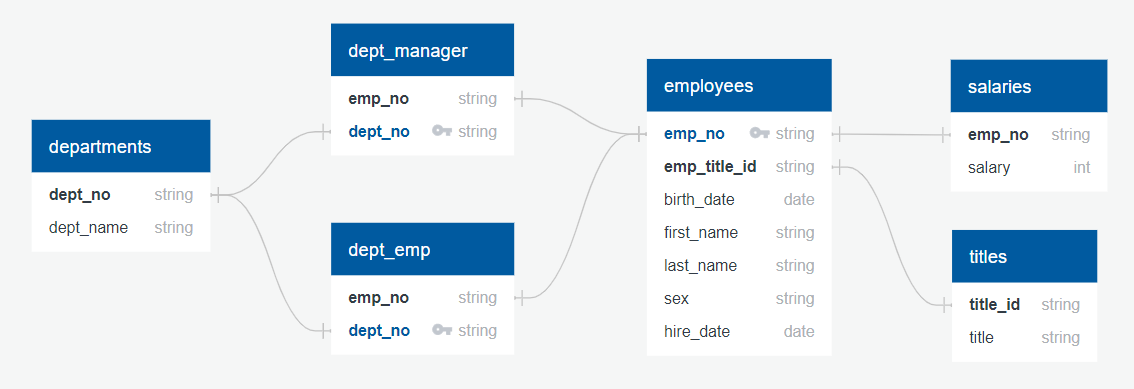 departments
dept_no string
dept_name string
dept_manager
emp_no string
dept_no string
dept_emp
emp_no string
dept_no string
employees
emp_no string
emp_title_id string
birth_date date
first_name string
last_name string
sex string
hire_date date
salaries
emp_no string
salary int
titles
title_id string
title string